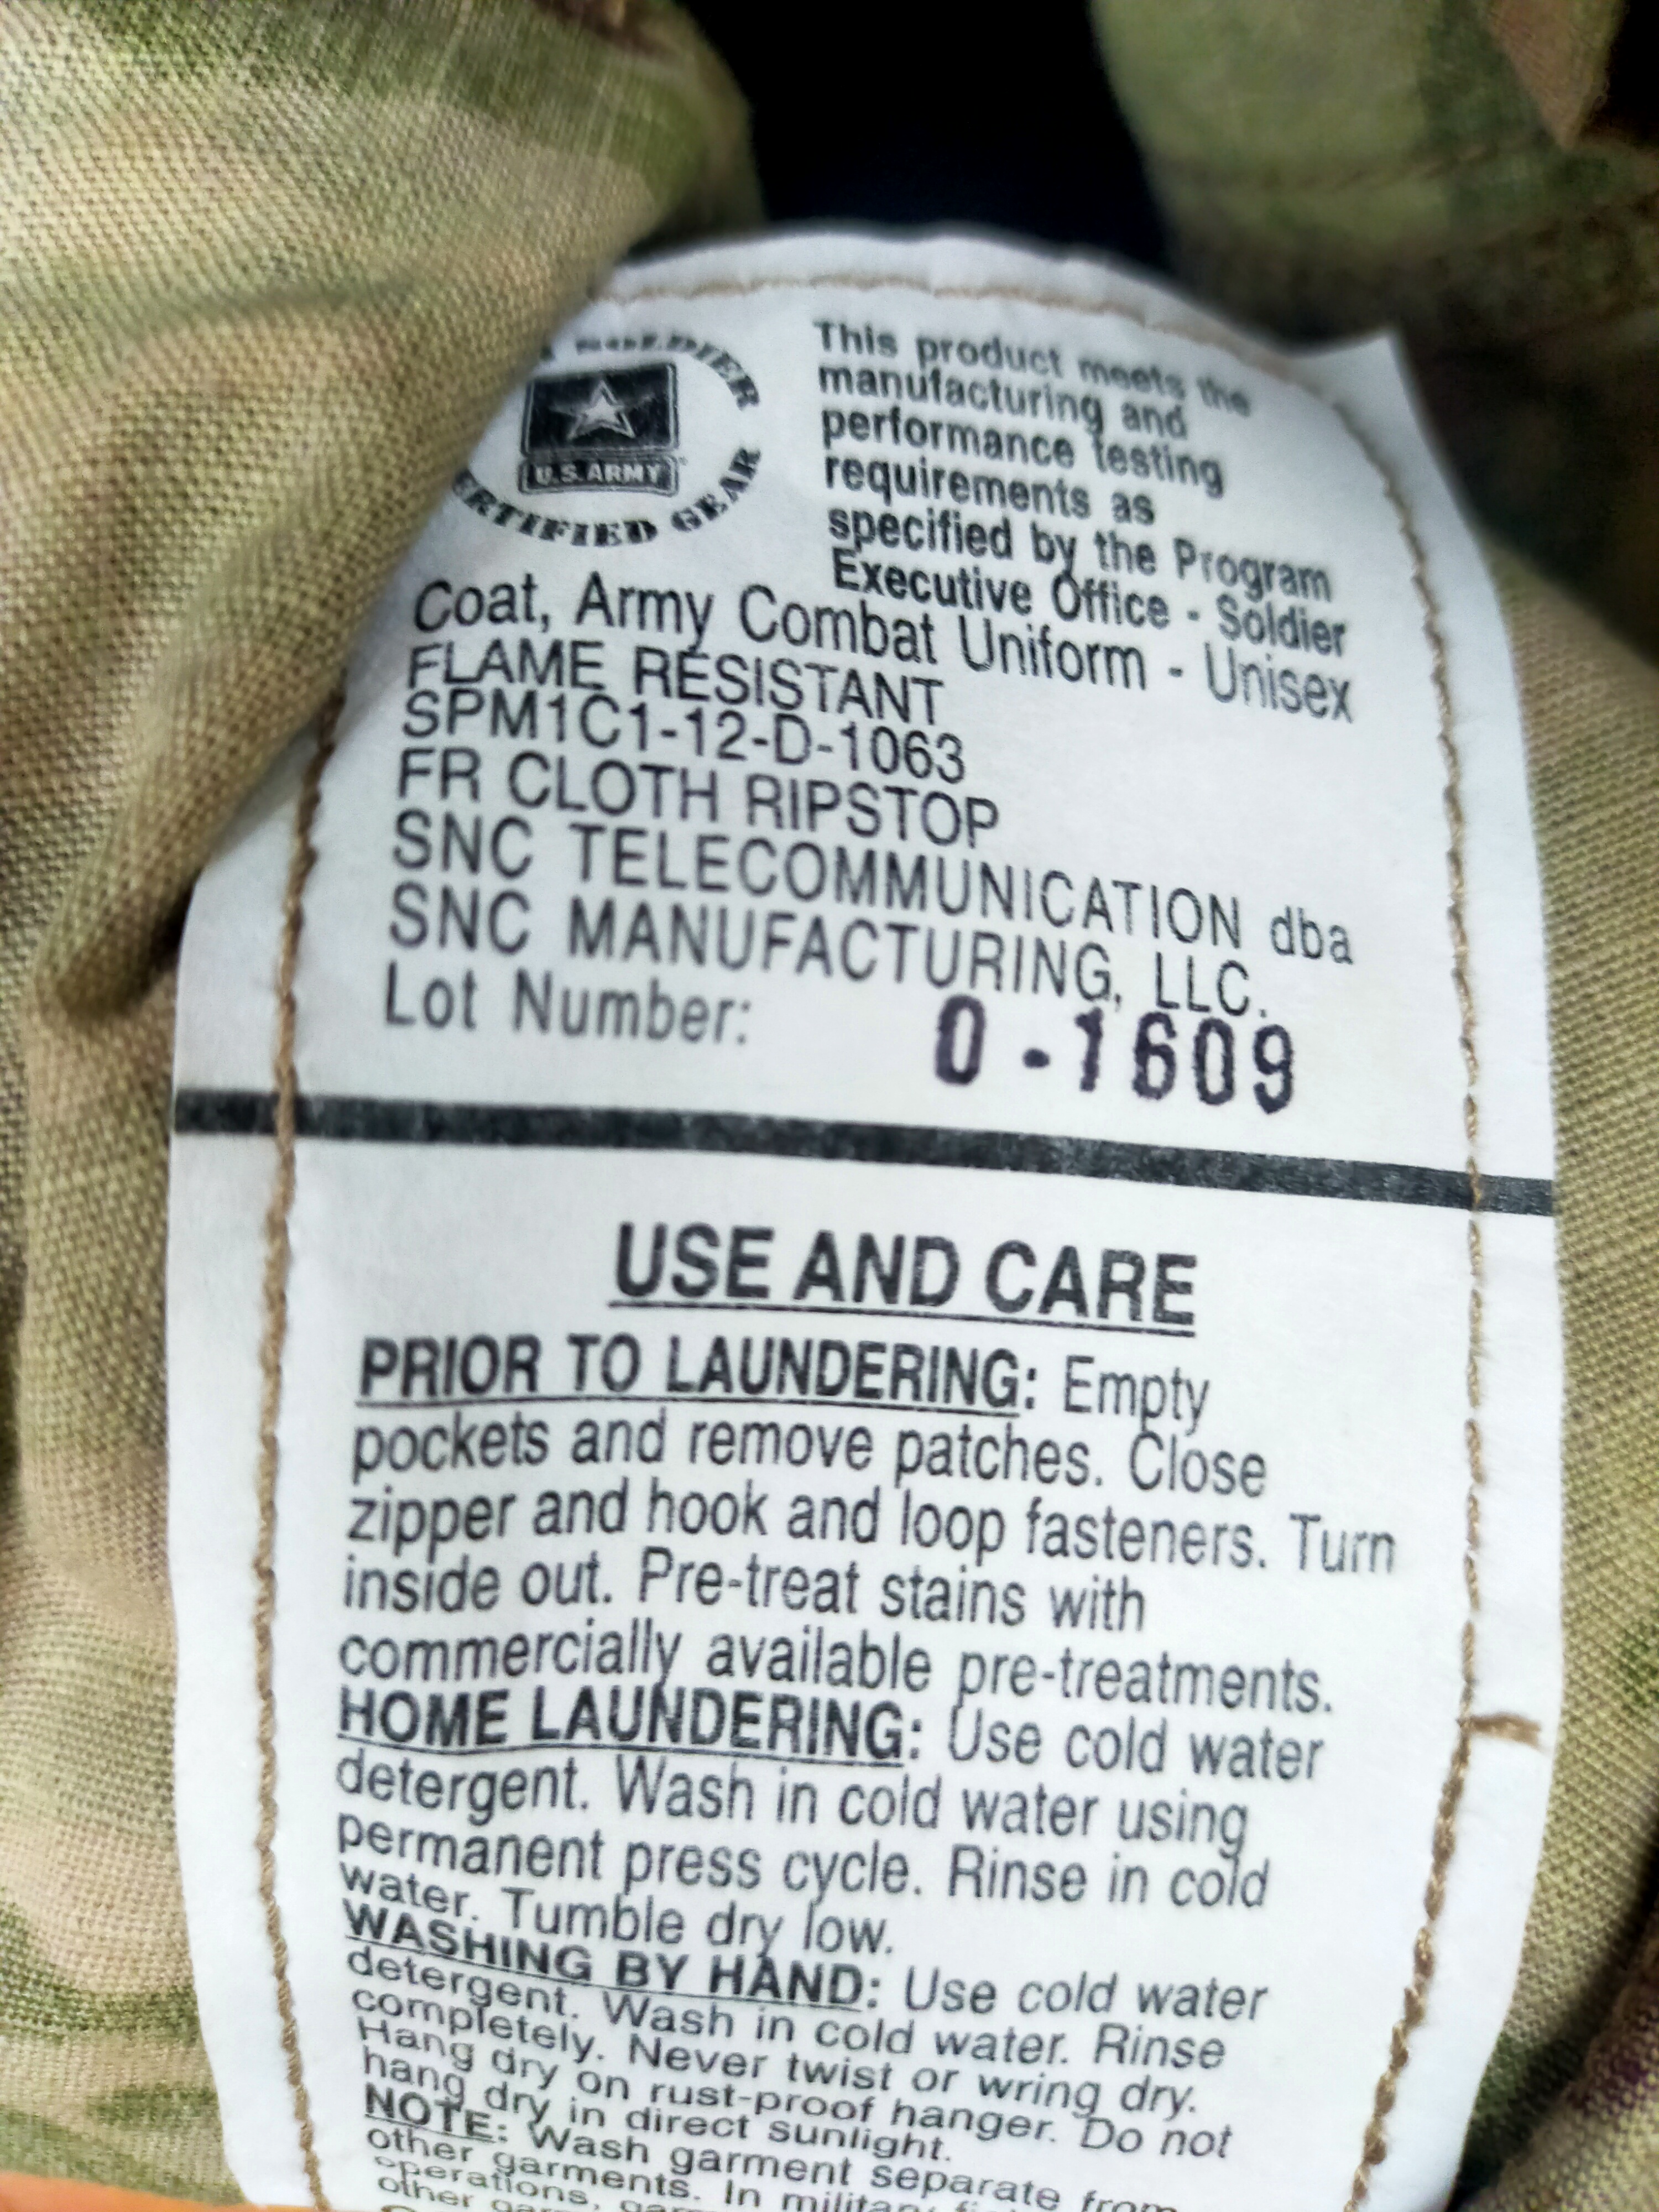 SOLDIER
U.S. ARMY
ERTIFIED GEAR
This product meets the
manufacturing and
performance testing
requirements as
specified by the Program
Executive Office - Soldier
Coat, Army Combat Uniform - Unisex
FLAME RESISTANT
SPM1C1-12-D-1063
FR CLOTH RIPSTOP
SNC TELECOMMUNICATION dba
SNC MANUFACTURING, LLC.
Lot Number: 0-1609
USE AND CARE
PRIOR TO LAUNDERING: Empty
pockets and remove patches. Close
zipper and hook and loop fasteners. Turn
inside out. Pre-treat stains with
commercially available pre-treatments.
HOME LAUNDERING: Use cold water
detergent. Wash in cold water using
permanent press cycle. Rinse in cold
water. Tumble dry low.
WASHING BY HAND: Use cold water
detergent. Wash in cold water. Rinse
completely. Never twist or wring dry.
Hang dry on rust-proof hanger. Do not
hang dry in direct sunlight.
NOTE: Wash garment separate from
other garments. In
operations,
other